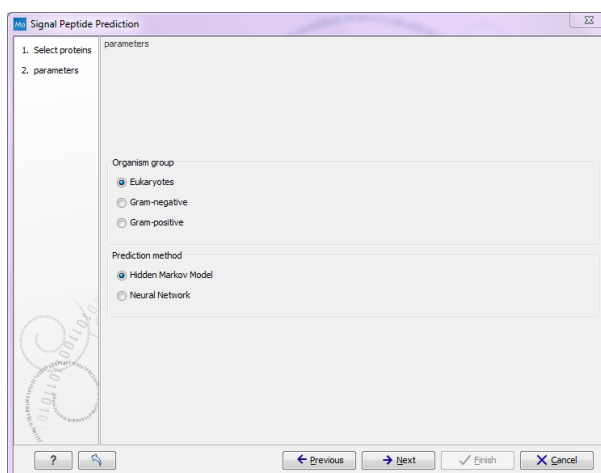 Mo Signal Peptide Prediction
1. Select proteins
2. parameters
parameters
Organism group
Eukaryotes
Gram-negative
Gram-positive
Prediction method
Hidden Markov Model
Neural Network
? Previous Next Finish Cancel